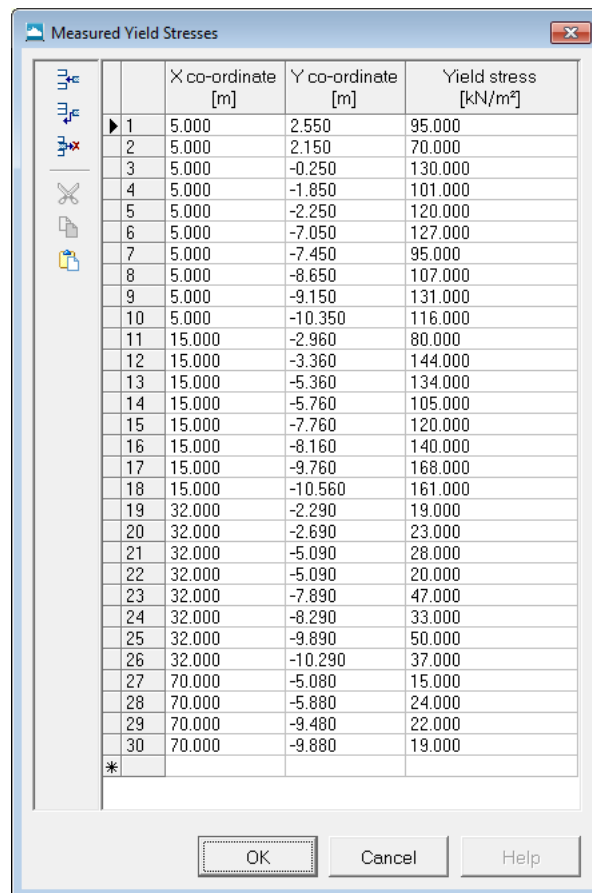 Measured Yield Stresses
X co-ordinate Y co-ordinate Yield stress
[m] [m] [kN/m²]
1 5.000 2.550 95.000
2 5.000 2.150 70.000
3 5.000 -0.250 130.000
4 5.000 -1.850 101.000
5 5.000 -2.250 120.000
6 5.000 -7.050 127.000
7 5.000 -7.450 95.000
8 5.000 -8.650 107.000
9 5.000 -9.150 131.000
10 5.000 -10.350 116.000
11 15.000 -2.960 80.000
12 15.000 -3.360 144.000
13 15.000 -5.360 134.000
14 15.000 -5.760 105.000
15 15.000 -7.760 120.000
16 15.000 -8.160 140.000
17 15.000 -9.760 168.000
18 15.000 -10.560 161.000
19 32.000 -2.290 19.000
20 32.000 -2.690 23.000
21 32.000 -5.090 28.000
22 32.000 -5.090 20.000
23 32.000 -7.890 47.000
24 32.000 -8.290 33.000
25 32.000 -9.890 50.000
26 32.000 -10.290 37.000
27 70.000 -5.080 15.000
28 70.000 -5.880 24.000
29 70.000 -9.480 22.000
30 70.000 -9.880 19.000
*
OK Cancel Help